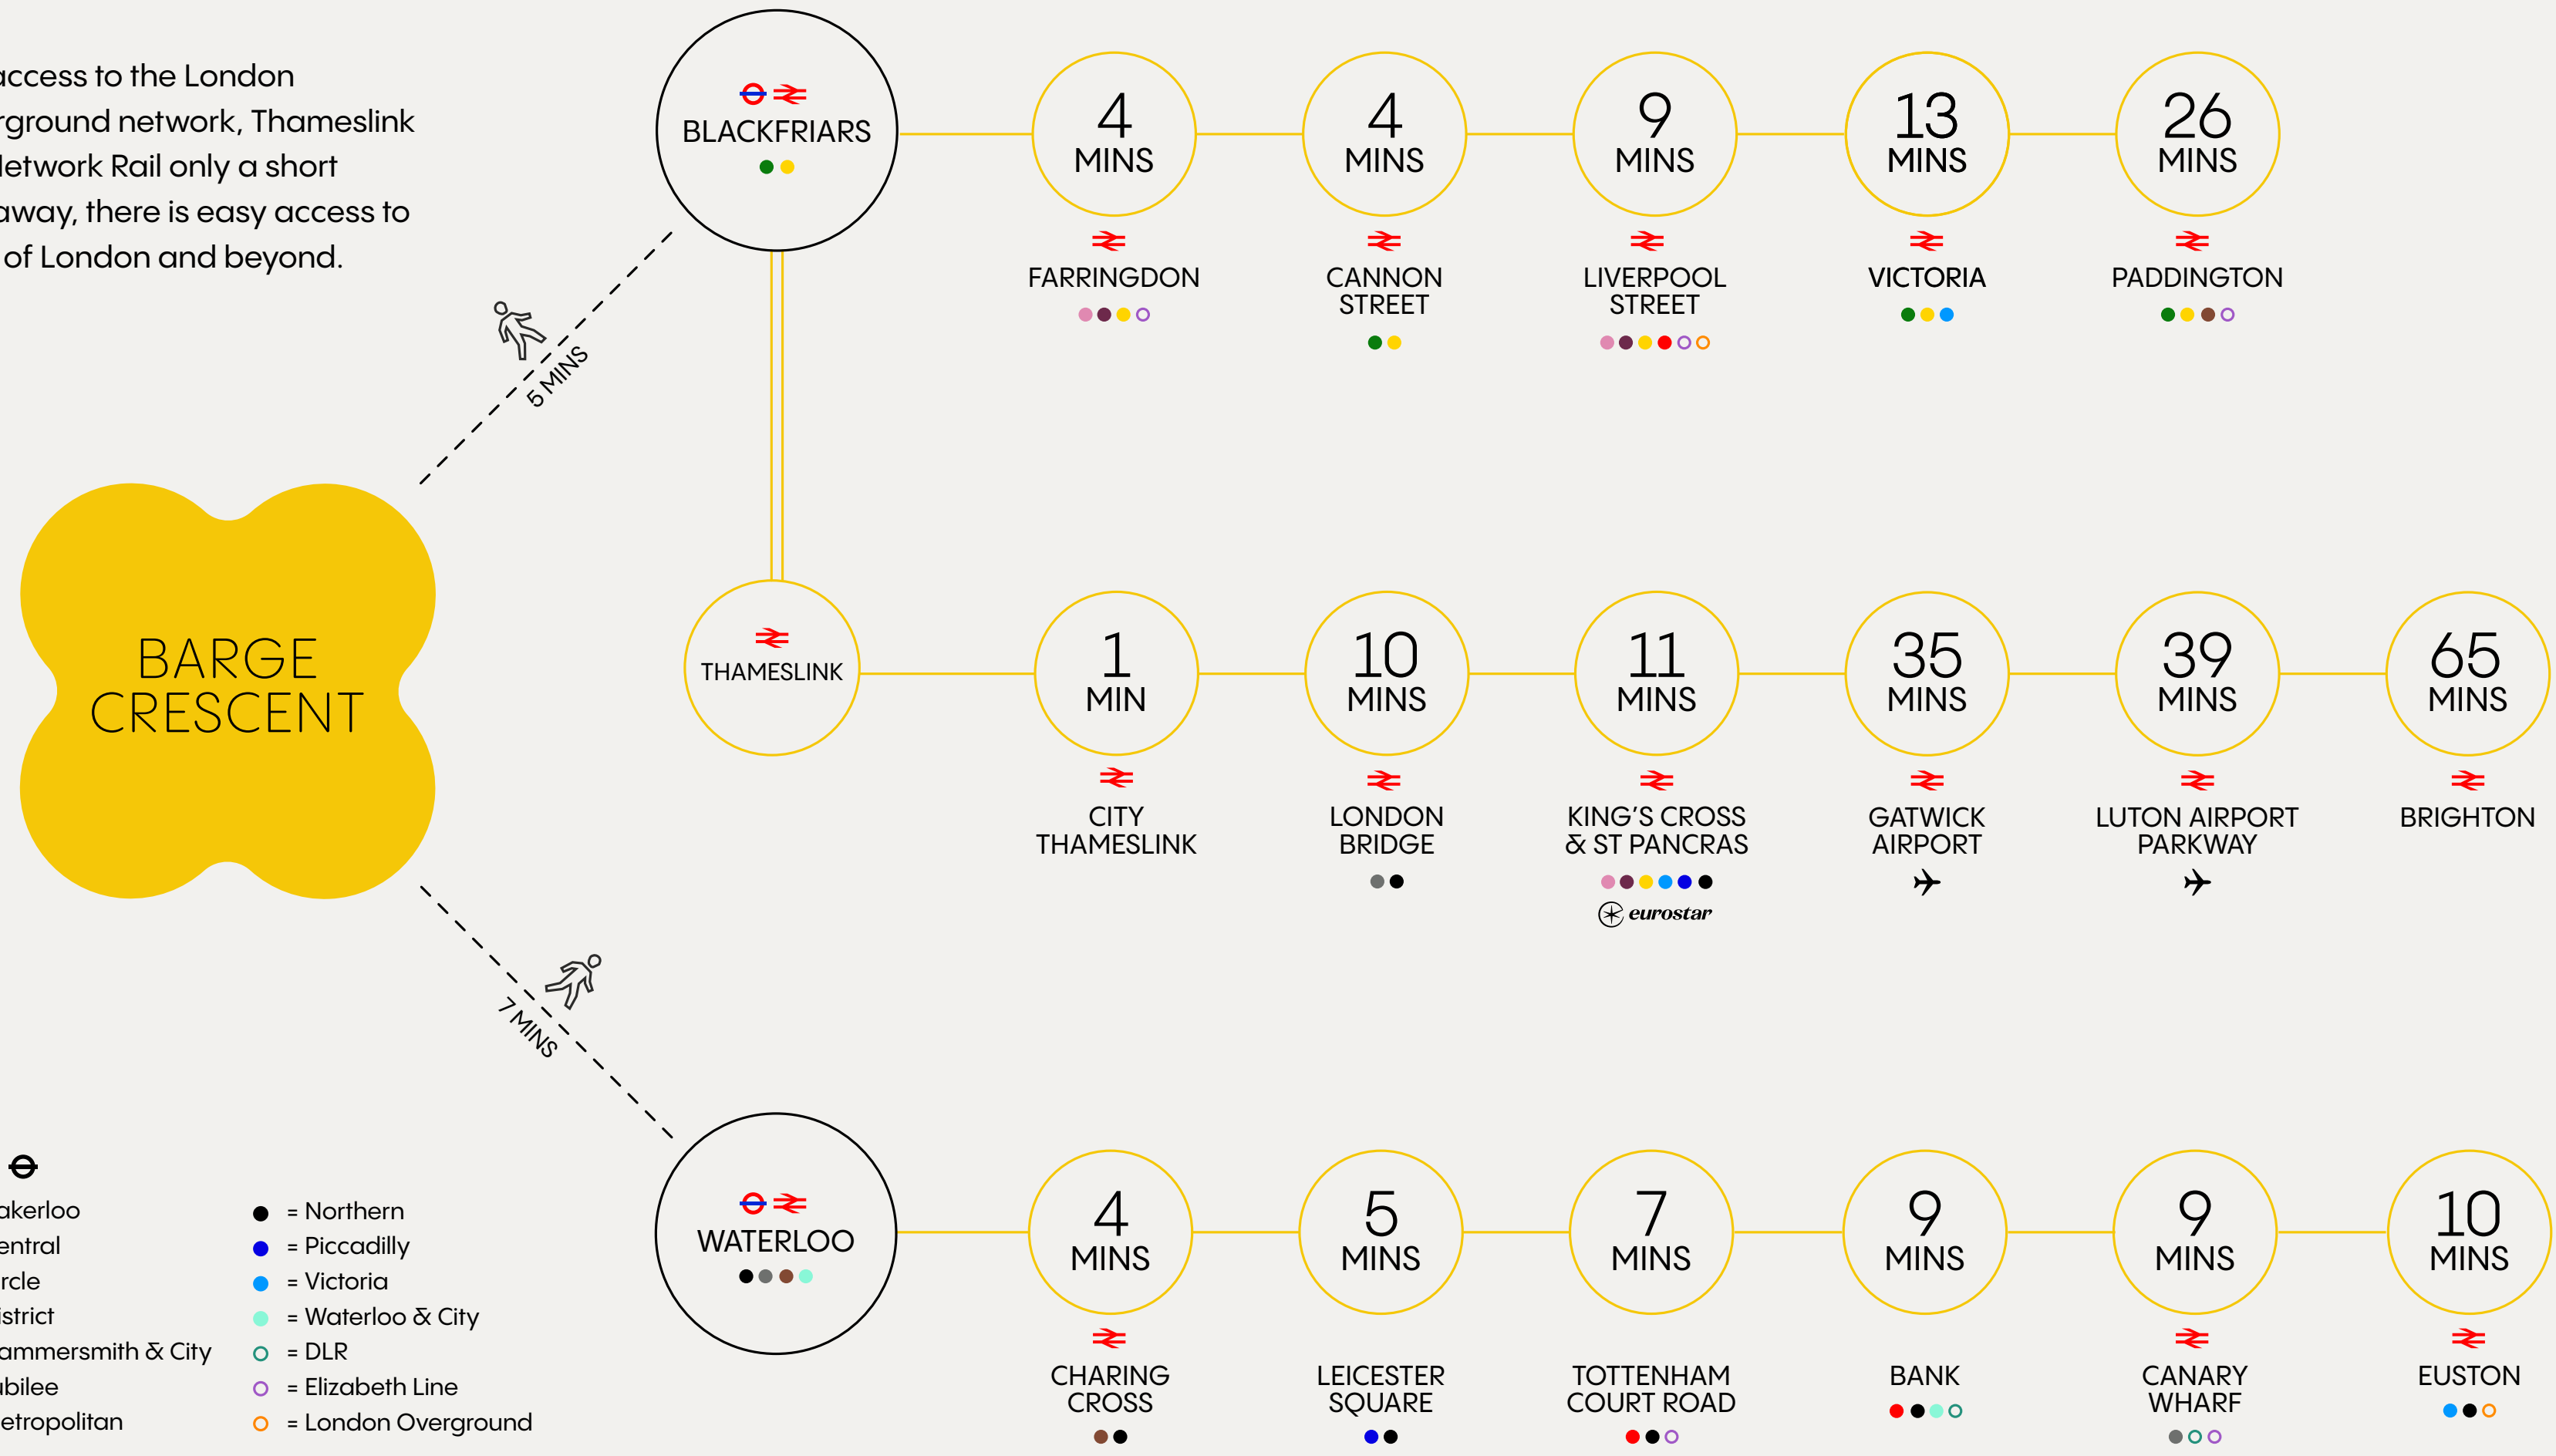 access to the London
rground network, Thameslink
Network Rail only a short
away, there is easy access to
of London and beyond.
BLACKFRIARS
4
MINS
FARRINGDON
4
MINS
CANNON
STREET
9
MINS
LIVERPOOL
STREET
13
MINS
VICTORIA
26
MINS
PADDINGTON
5 MINS
BARGE
CRESCENT
THAMESLINK
1
MIN
CITY
THAMESLINK
10
MINS
LONDON
BRIDGE
11
MINS
KING'S CROSS
& ST PANCRAS
eurostar
35
MINS
GATWICK
AIRPORT
39
MINS
LUTON AIRPORT
PARKWAY
65
MINS
BRIGHTON
7 MINS
WATERLOO
4
MINS
CHARING
CROSS
5
MINS
LEICESTER
SQUARE
7
MINS
TOTTENHAM
COURT ROAD
9
MINS
BANK
9
MINS
CANARY
WHARF
10
MINS
EUSTON
akerloo
entral
rcle
istrict
ammersmith & City
ubilee
etropolitan
= Northern
= Piccadilly
= Victoria
= Waterloo & City
= DLR
= Elizabeth Line
= London Overground